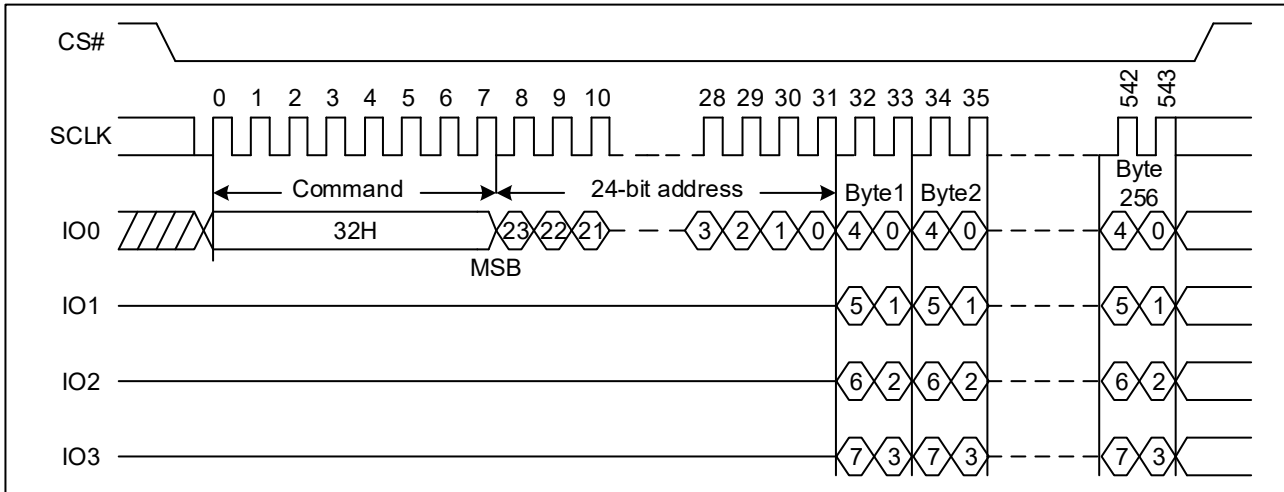 CS#
0 1 2 3 4 5 6 7 8 9 10 28 29 30 31 32 33 34 35 542 543
SCLK
Command 24-bit address Byte1 Byte2 Byte
256
IO0 32H 23 22 21 3 2 1 0 4 0 4 0 4 0
MSB
IO1 5 1 5 1 5 1
IO2 6 2 6 2 6 2
IO3 7 3 7 3 7 3